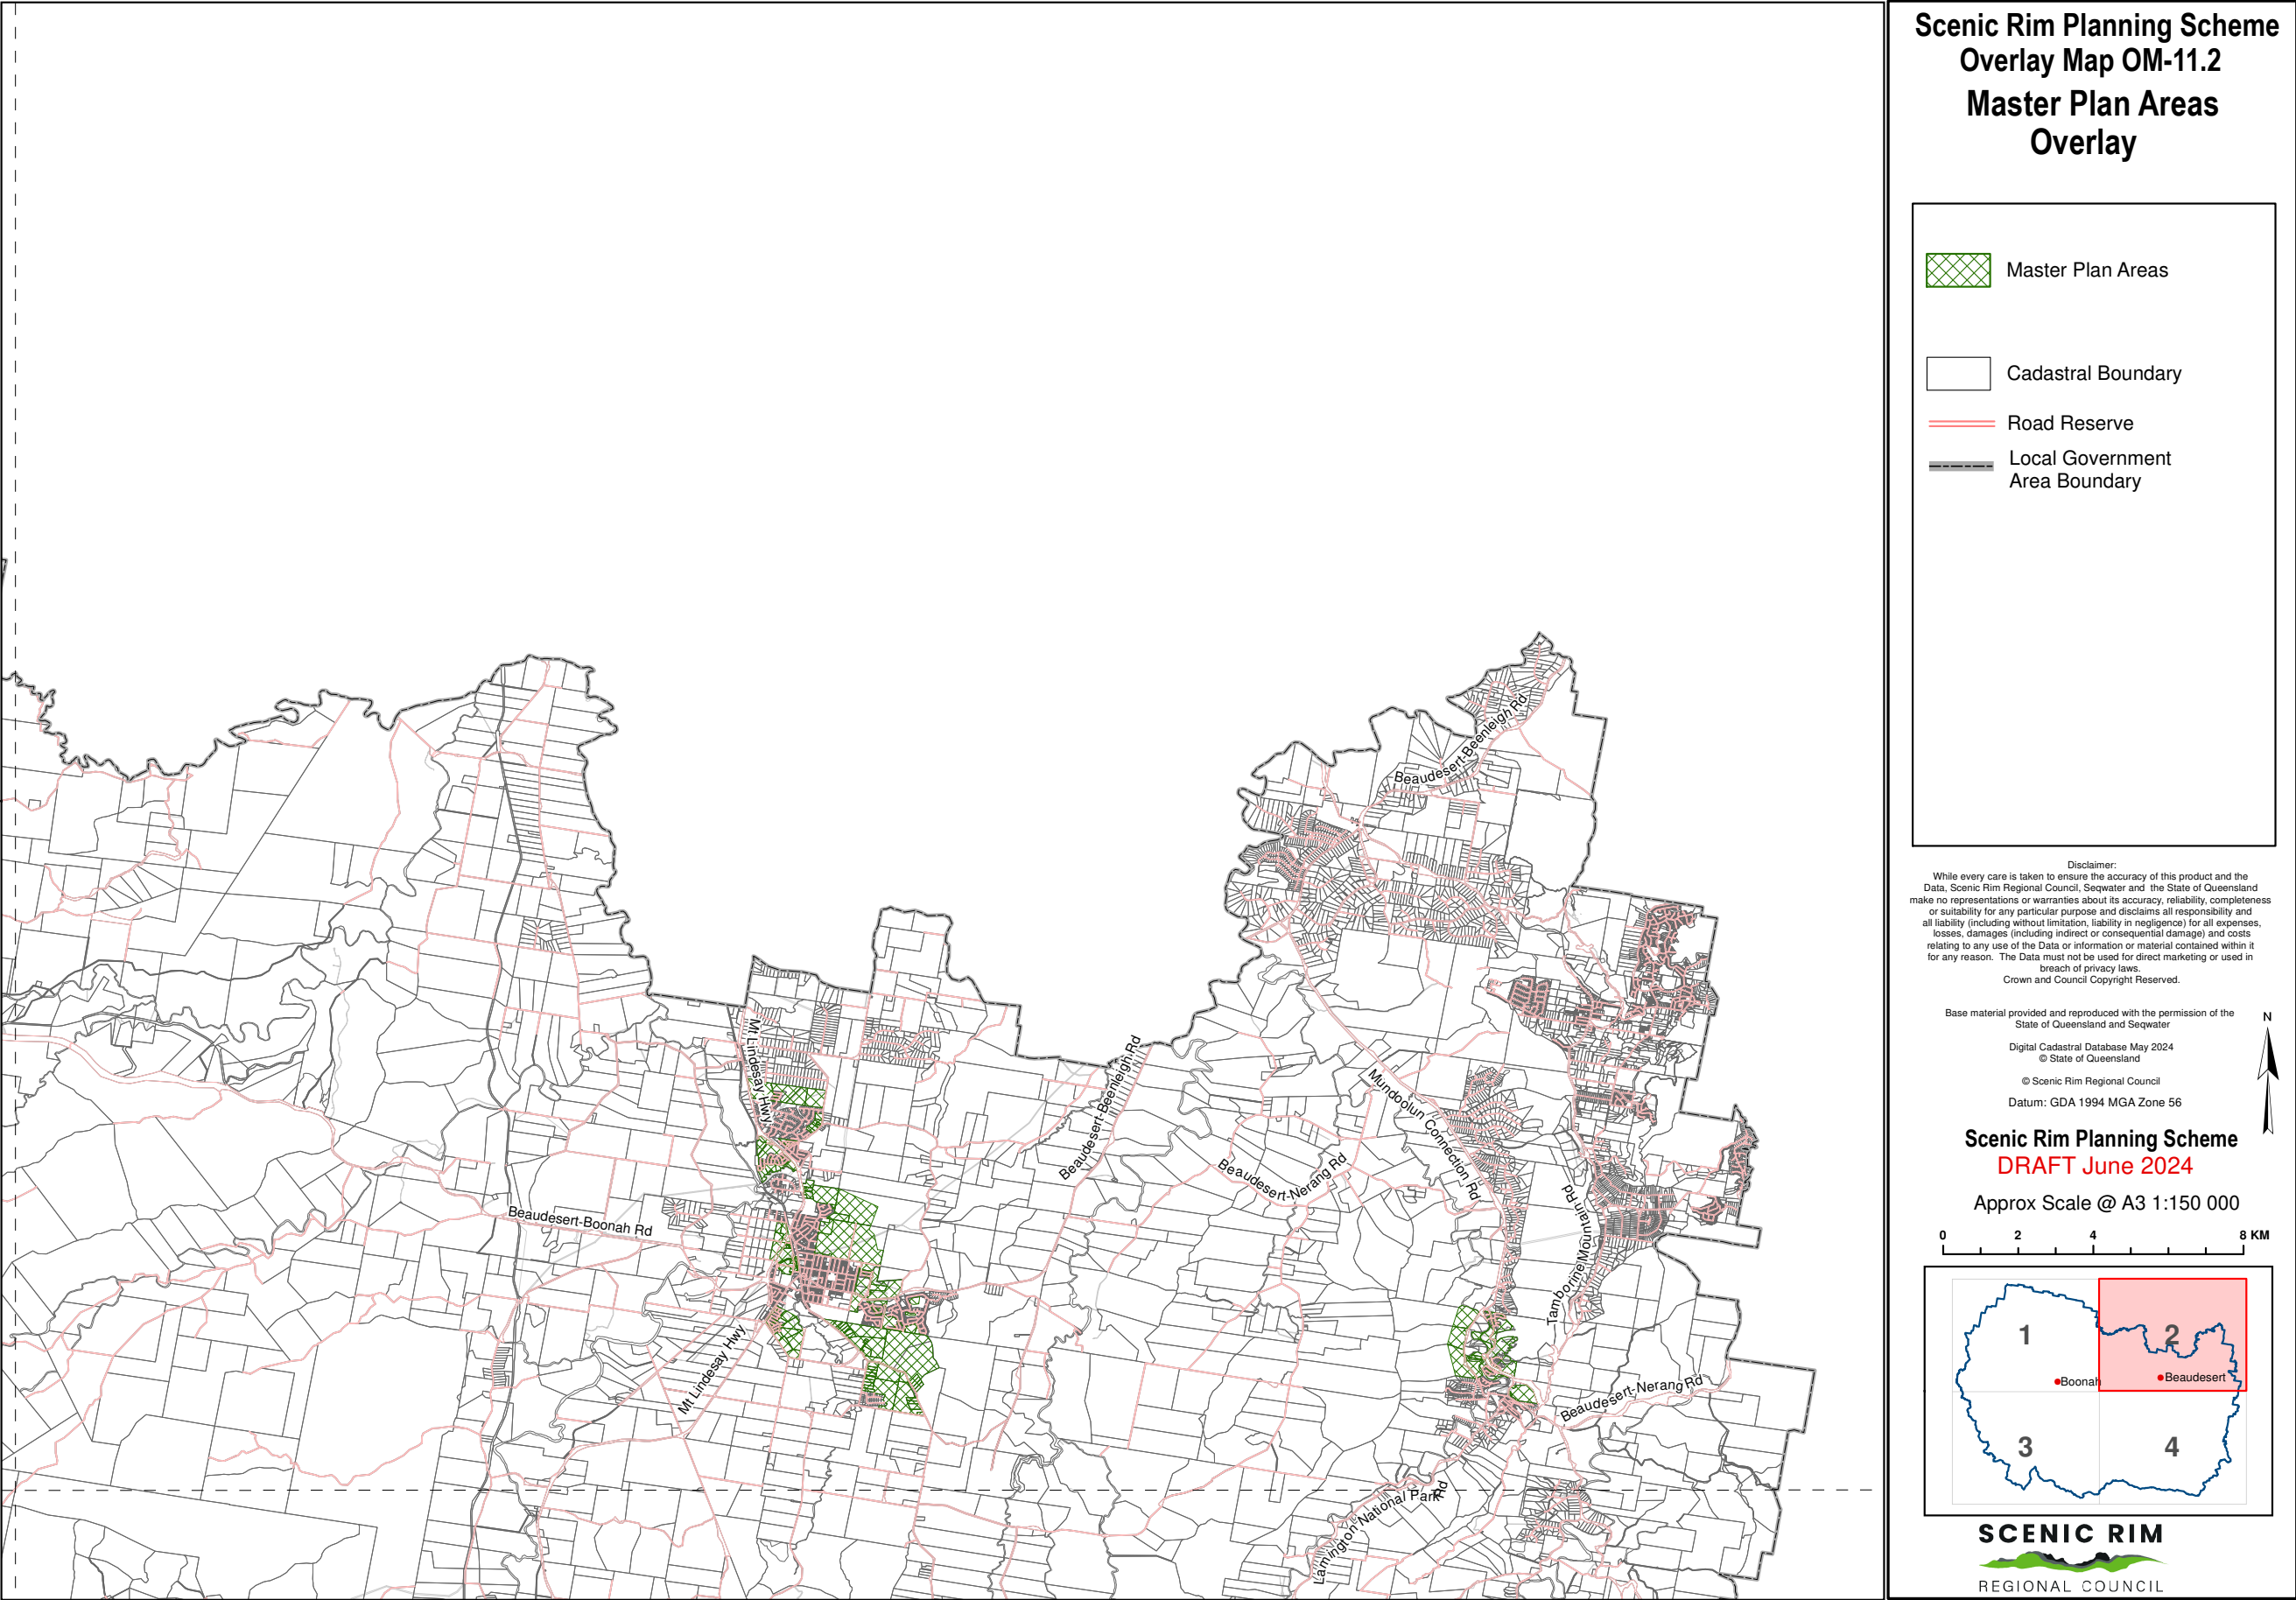 Scenic Rim Planning Scheme
Overlay Map OM-11.2
Master Plan Areas
Overlay
Master Plan Areas
Cadastral Boundary
Road Reserve
Local Government
Area Boundary
Disclaimer:
While every care is taken to ensure the accuracy of this product and the
Data, Scenic Rim Regional Council, Seqwater and the State of Queensland
make no representations or warranties about its accuracy, reliability, completeness
or suitability for any particular purpose and disclaims all responsibility and
all liability (including without limitation, liability in negligence) for all expenses,
losses, damages (including indirect or consequential damage) and costs
relating to any use of the Data or information or material contained within it
for any reason. The Data must not be used for direct marketing or used in
breach of privacy laws.
Crown and Council Copyright Reserved.
Base material provided and reproduced with the permission of the
State of Queensland and Seqwater
N
Digital Cadastral Database May 2024
© State of Queensland
© Scenic Rim Regional Council
Datum: GDA 1994 MGA Zone 56
Scenic Rim Planning Scheme
DRAFT June 2024
Approx Scale @ A3 1:150 000
0 2 4 8 KM
1
2
Boonah
Beaudesert
3
4
SCENIC RIM
REGIONAL COUNCIL
Beaudesert-Beenleigh Rd
Mt Lindesay Hwy
Beaudesert-Beenleigh Rd
Mundoolun Connection Rd
Beaudesert-Nerang Rd
Tamborine Mountain Rd
Beaudesert-Boonah Rd
Mt Lindesay Hwy
Beaudesert-Nerang Rd
Lamington National Park Rd